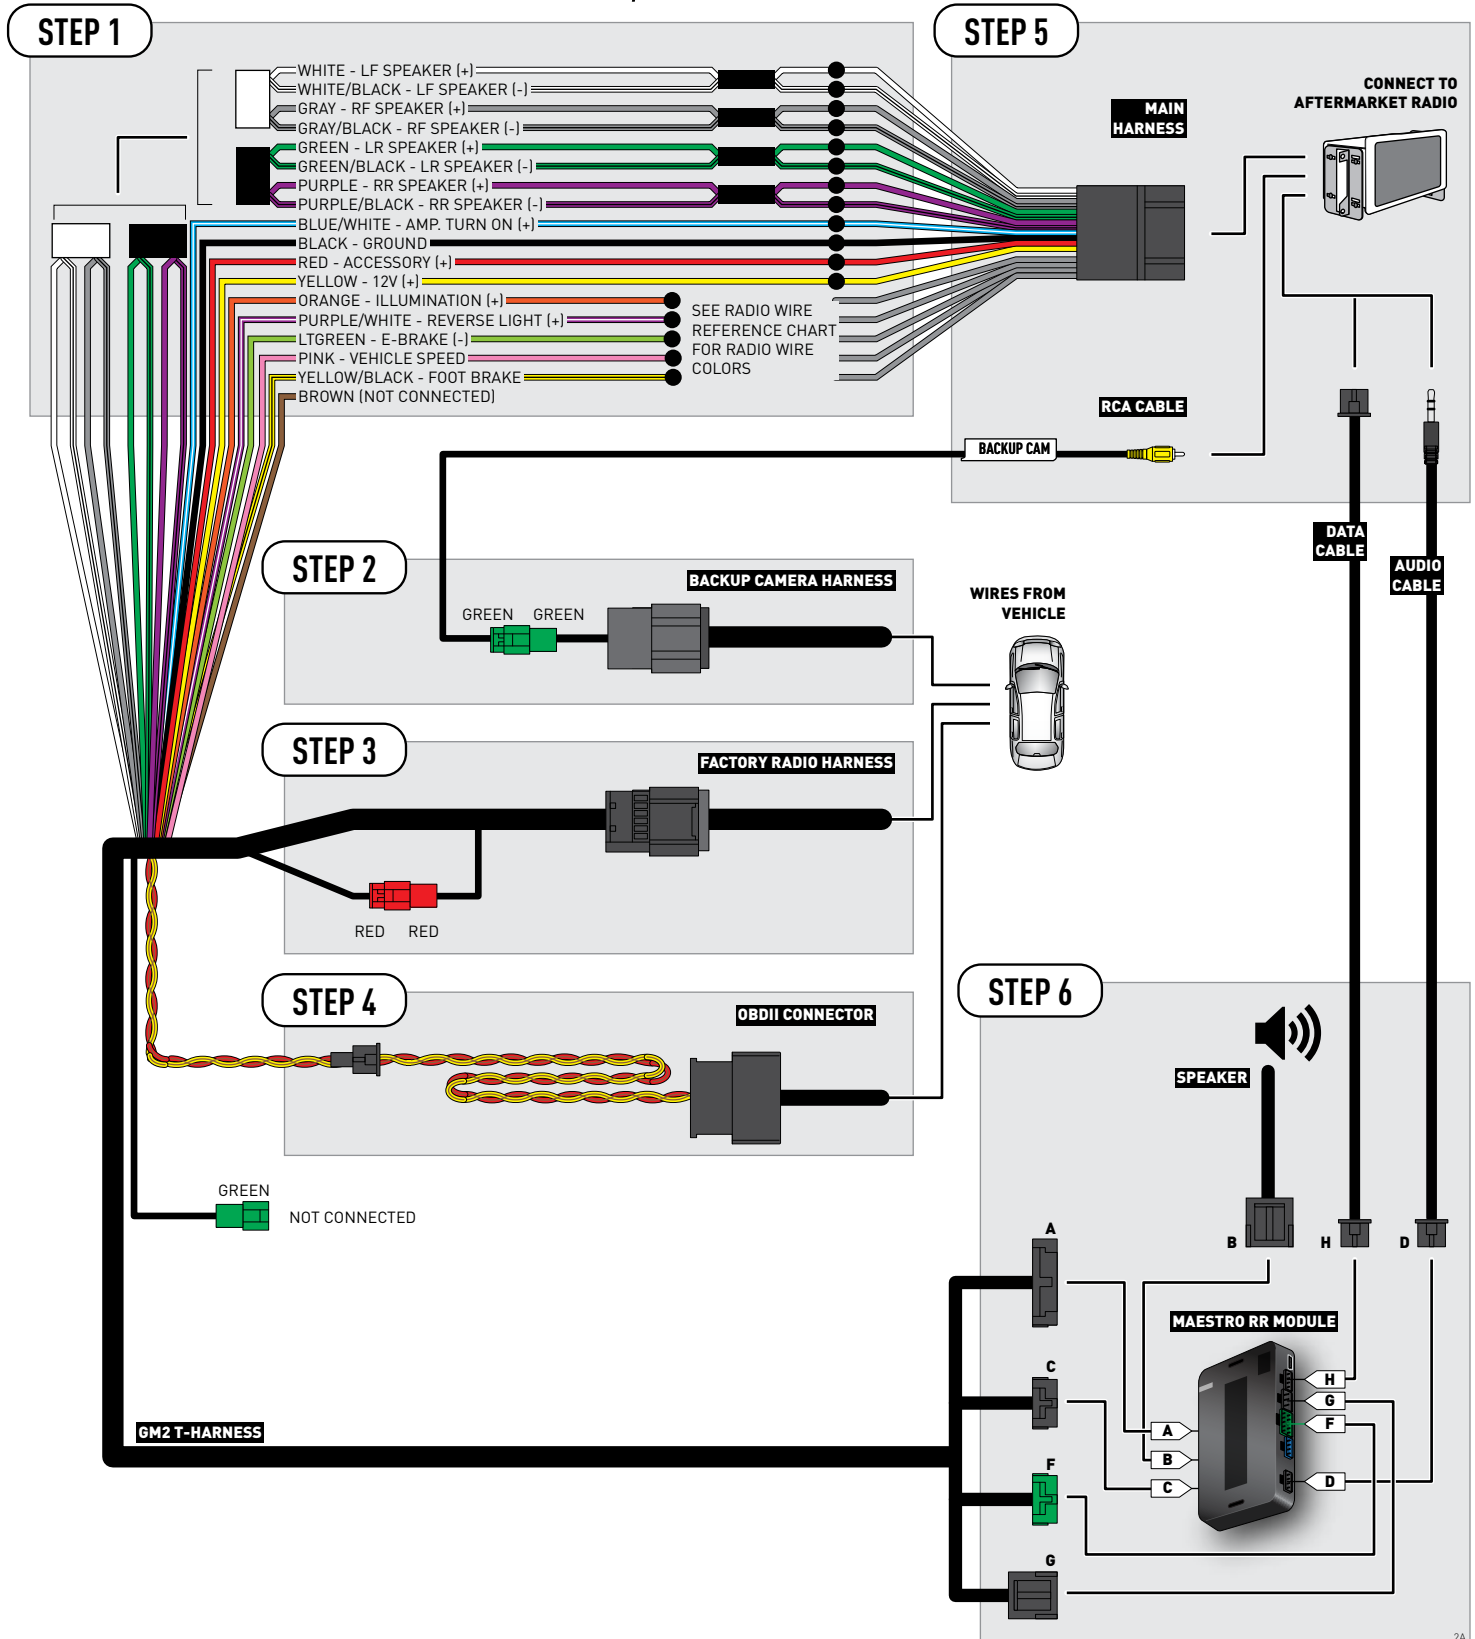 STEP 1
WHITE - LF SPEAKER (+)
WHITE/BLACK - LF SPEAKER (-)
GRAY - RF SPEAKER (+)
GRAY/BLACK - RF SPEAKER (-)
GREEN - LR SPEAKER (+)
GREEN/BLACK - LR SPEAKER (-)
PURPLE - RR SPEAKER (+)
PURPLE/BLACK - RR SPEAKER (-)
BLUE/WHITE - AMP. TURN ON (+)
BLACK - GROUND
RED - ACCESSORY (+)
YELLOW - 12V (+)
ORANGE - ILLUMINATION (+)
PURPLE/WHITE - REVERSE LIGHT (+)
LTGREEN - E-BRAKE (-)
PINK - VEHICLE SPEED
YELLOW/BLACK - FOOT BRAKE
BROWN (NOT CONNECTED)
SEE RADIO WIRE
REFERENCE CHART
FOR RADIO WIRE
COLORS
STEP 5
MAIN
HARNESS
CONNECT TO
AFTERMARKET RADIO
RCA CABLE
BACKUP CAM
DATA
CABLE
AUDIO
CABLE
STEP 2
BACKUP CAMERA HARNESS
GREEN GREEN
WIRES FROM
VEHICLE
STEP 3
FACTORY RADIO HARNESS
RED RED
STEP 4
OBDII CONNECTOR
GREEN
NOT CONNECTED
GM2 T-HARNESS
STEP 6
SPEAKER
B
H
D
A
C
F
G
MAESTRO RR MODULE
H
G
F
D
A
B
C
2A